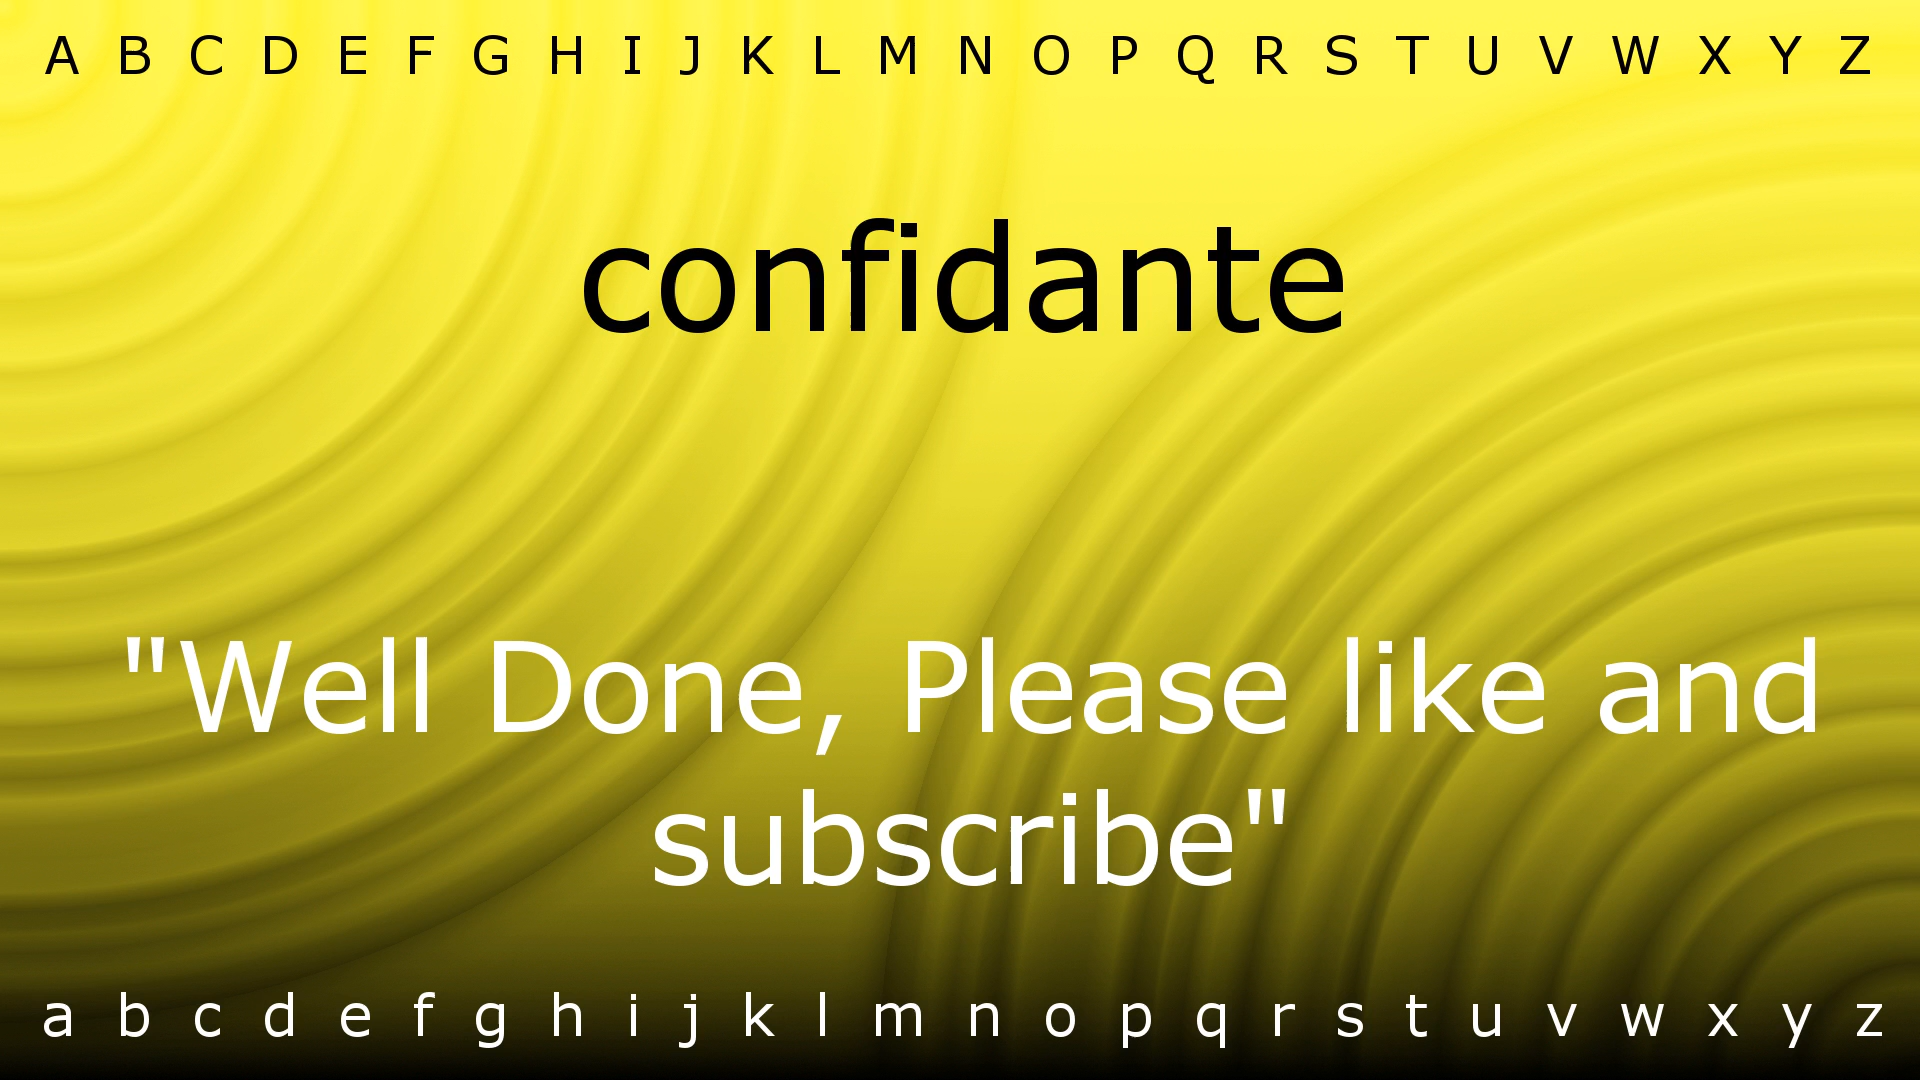 A B C D E F G H I J K L M N O P Q R S T U V W X Y Z
confidante
"Well Done, Please like and
subscribe"
a b c d e f g h i j k l m n o p q r s t u v w x y z